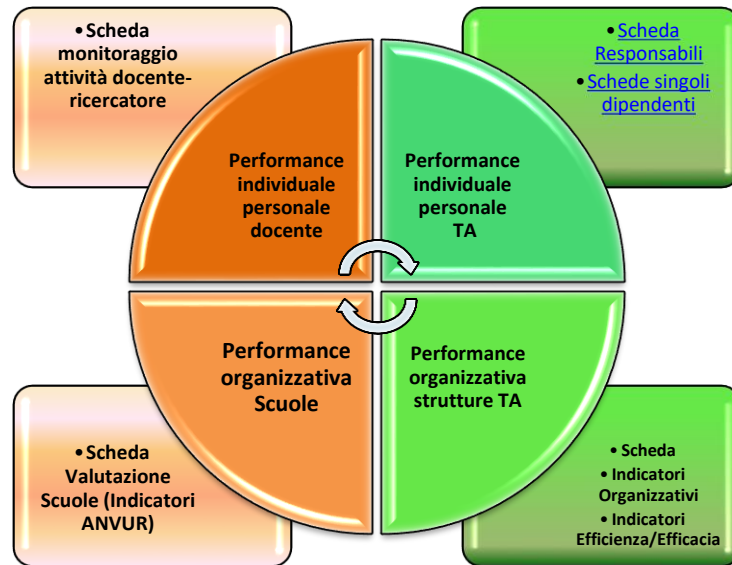 • Scheda
monitoraggio
attività docente-
ricercatore
• Scheda
Responsabili
• Schede singoli
dipendenti
Performance
individuale
personale
docente
Performance
individuale
personale
TA
Performance
organizzativa
Scuole
Performance
organizzativa
strutture TA
• Scheda
Valutazione
Scuole (Indicatori
ANVUR)
• Scheda
• Indicatori
Organizzativi
• Indicatori
Efficienza/Efficacia